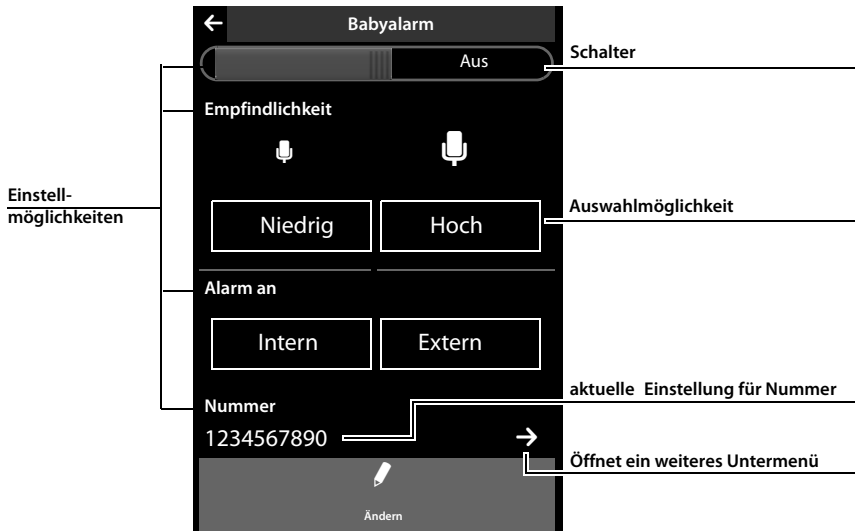 Babyalarm
Aus
Schalter
Empfindlichkeit
Einstell-
möglichkeiten
Niedrig
Hoch
Auswahlmöglichkeit
Alarm an
Intern
Extern
aktuelle Einstellung für Nummer
Nummer
1234567890
Öffnet ein weiteres Untermenü
Ändern